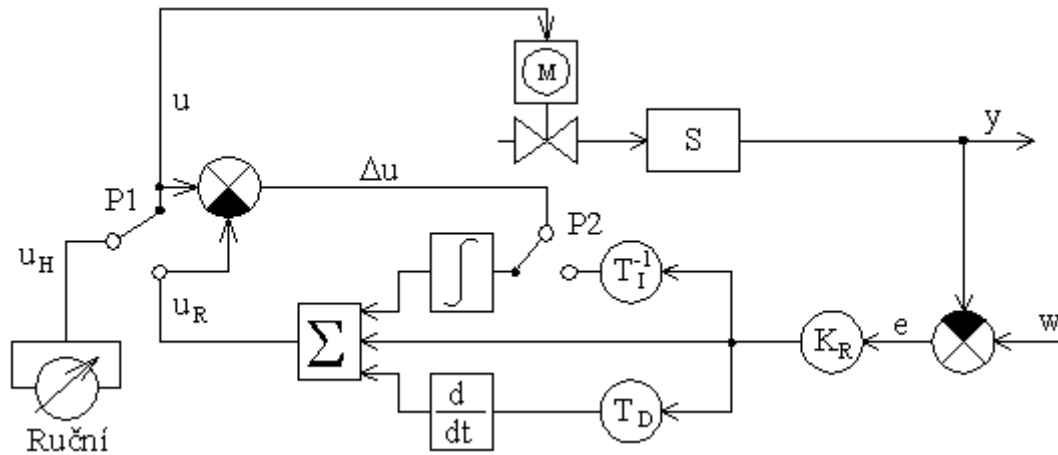 M
u
S
y
P1
Δu
P2
u_H
∫
T_I^-1
u_R
Σ
K_R
e
w
d
dt
T_D
Ruční